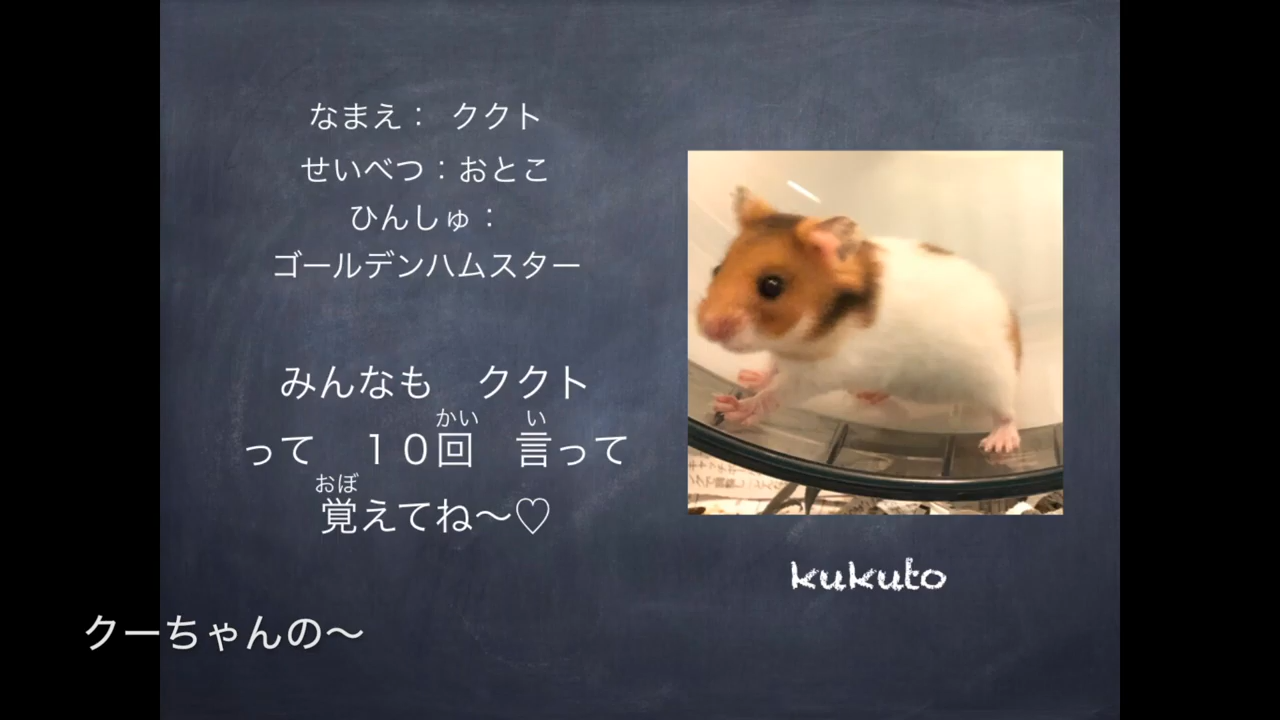 なまえ： ククト
せいべつ：おとこ
ひんしゅ：
ゴールデンハムスター
みんなも　ククト
かい　い
って　１０回　言って
おぼ
覚えてね〜♡
kukuto
クーちゃんの〜